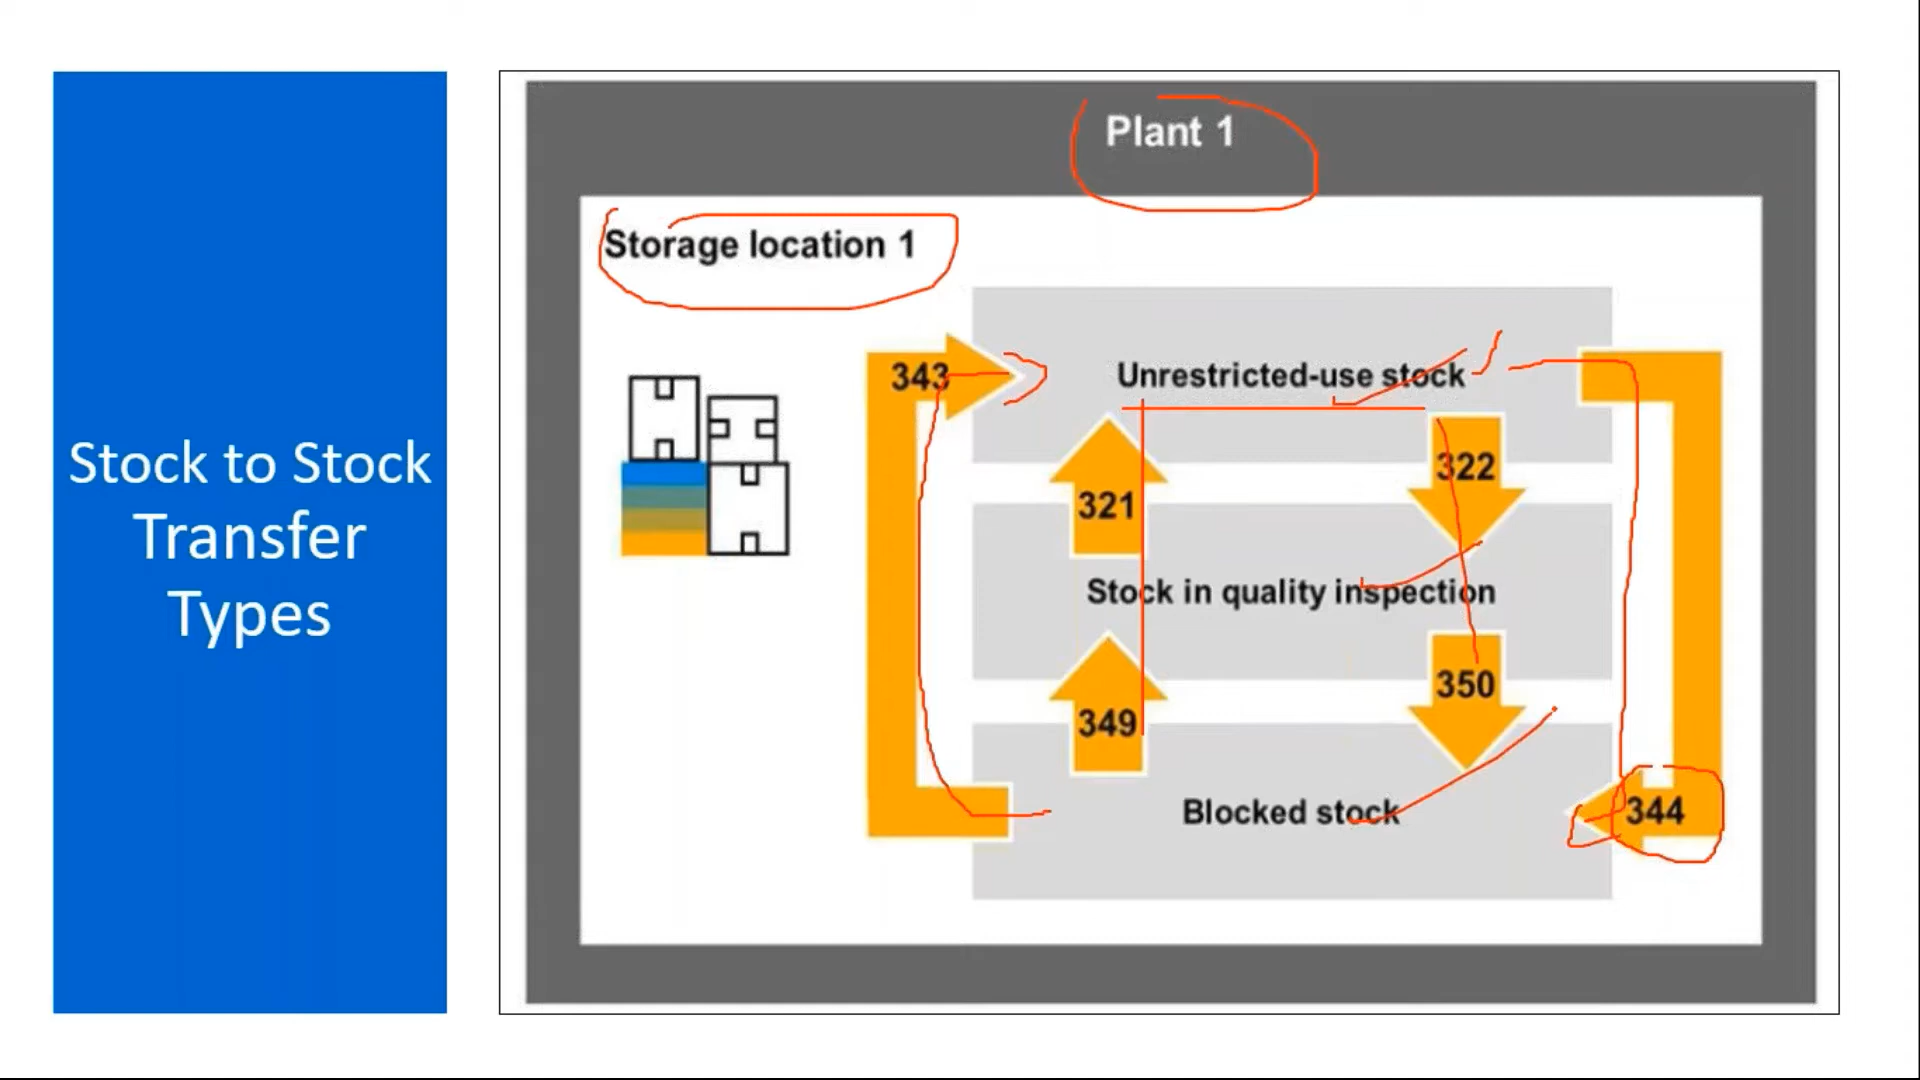 Stock to Stock
Transfer
Types
Plant 1
Storage location 1
343
Unrestricted-use stock
322
321
Stock in quality inspection
350
349
Blocked stock
344